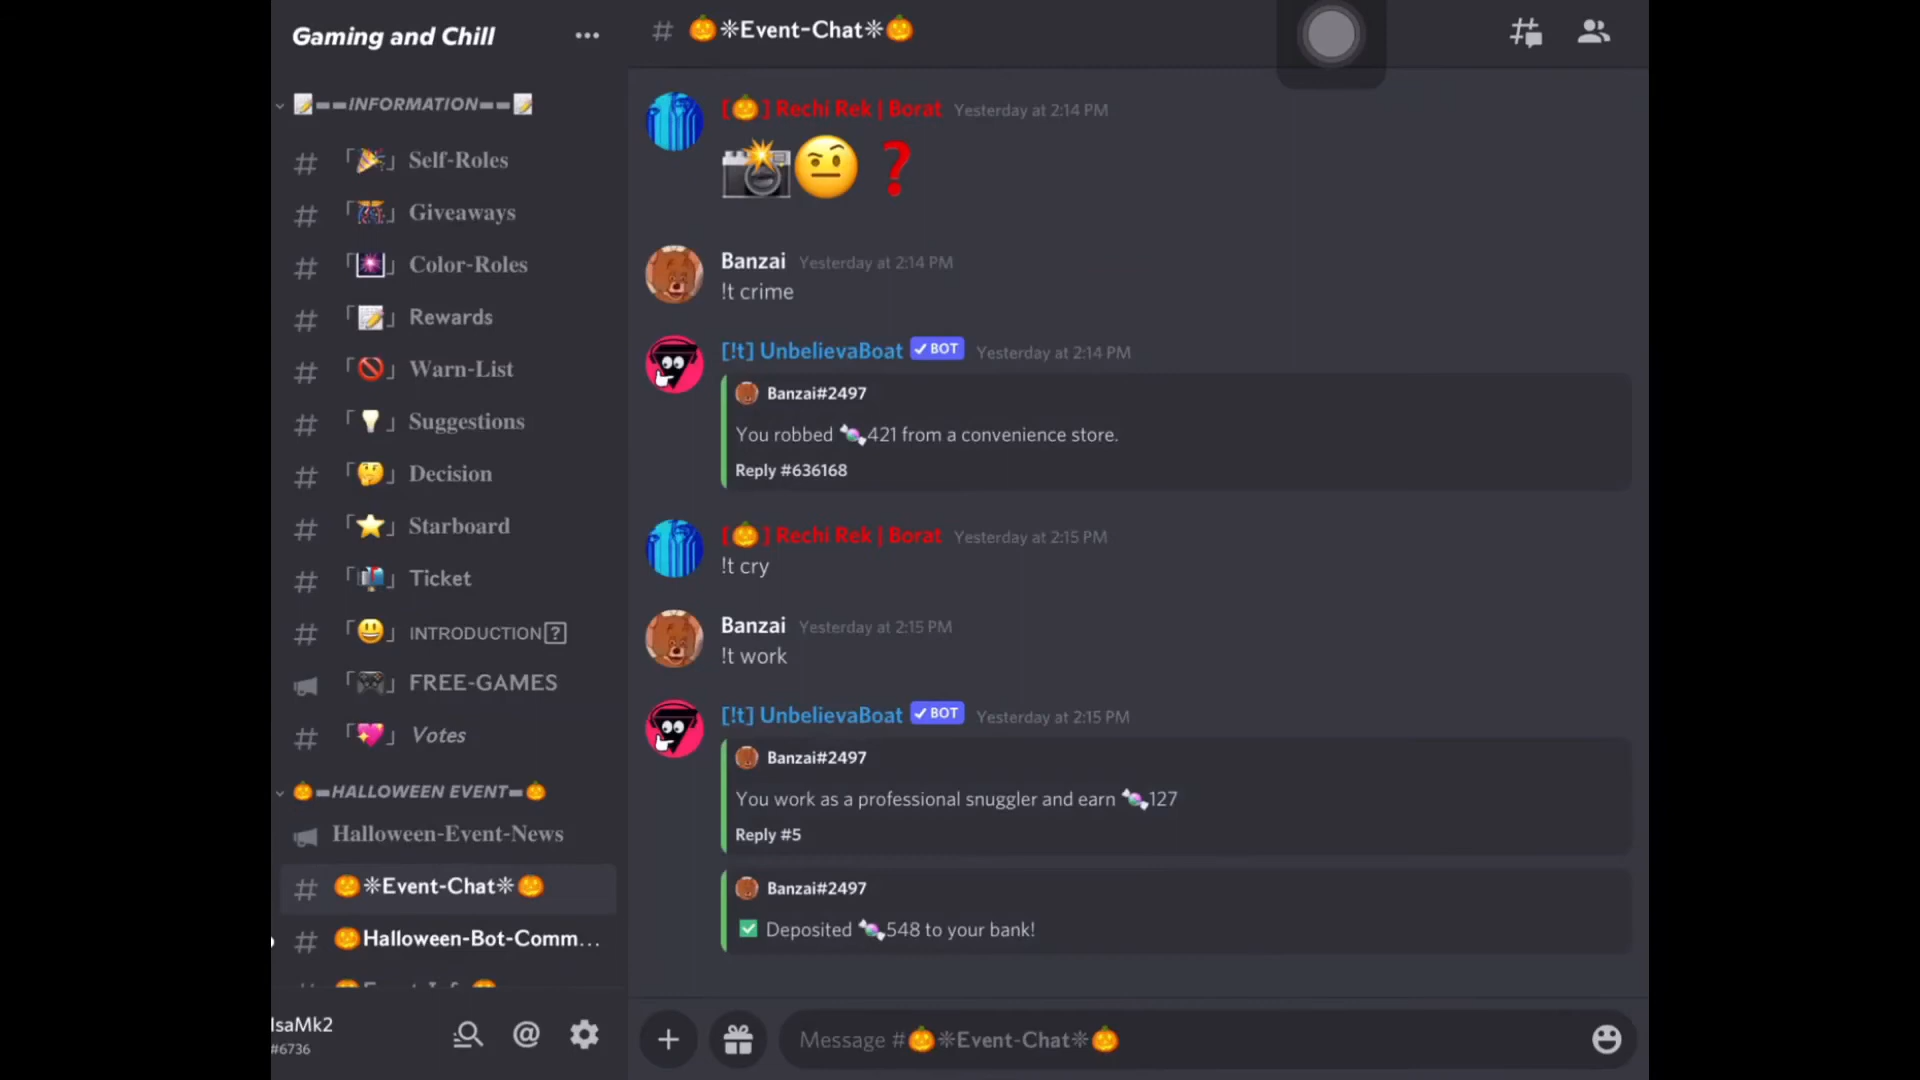 Gaming and Chill
INFORMATION
「🎉」 Self-Roles
「🎊」 Giveaways
「🎆」 Color-Roles
「📝」 Rewards
「🚫」 Warn-List
「💡」 Suggestions
「🤔」 Decision
「⭐」 Starboard
「📬」 Ticket
「😃」 INTRODUCTION
「🎮」 FREE-GAMES
「💖」 Votes
HALLOWEEN EVENT
Halloween-Event-News
# 🎃❈Event-Chat❈🎃
# 🎃Halloween-Bot-Comm...
IsaMk2
#6736
# 🎃❈Event-Chat❈🎃
[🎃] Rechi Rek | Borat Yesterday at 2:14 PM
📸🤨❓
Banzai Yesterday at 2:14 PM
!t crime
[!t] UnbelievaBoat ✓BOT Yesterday at 2:14 PM
Banzai#2497
You robbed 🍬421 from a convenience store.
Reply #636168
[🎃] Rechi Rek | Borat Yesterday at 2:15 PM
!t cry
Banzai Yesterday at 2:15 PM
!t work
[!t] UnbelievaBoat ✓BOT Yesterday at 2:15 PM
Banzai#2497
You work as a professional snuggler and earn 🍬127
Reply #5
Banzai#2497
✅ Deposited 🍬548 to your bank!
Message #🎃❈Event-Chat❈🎃